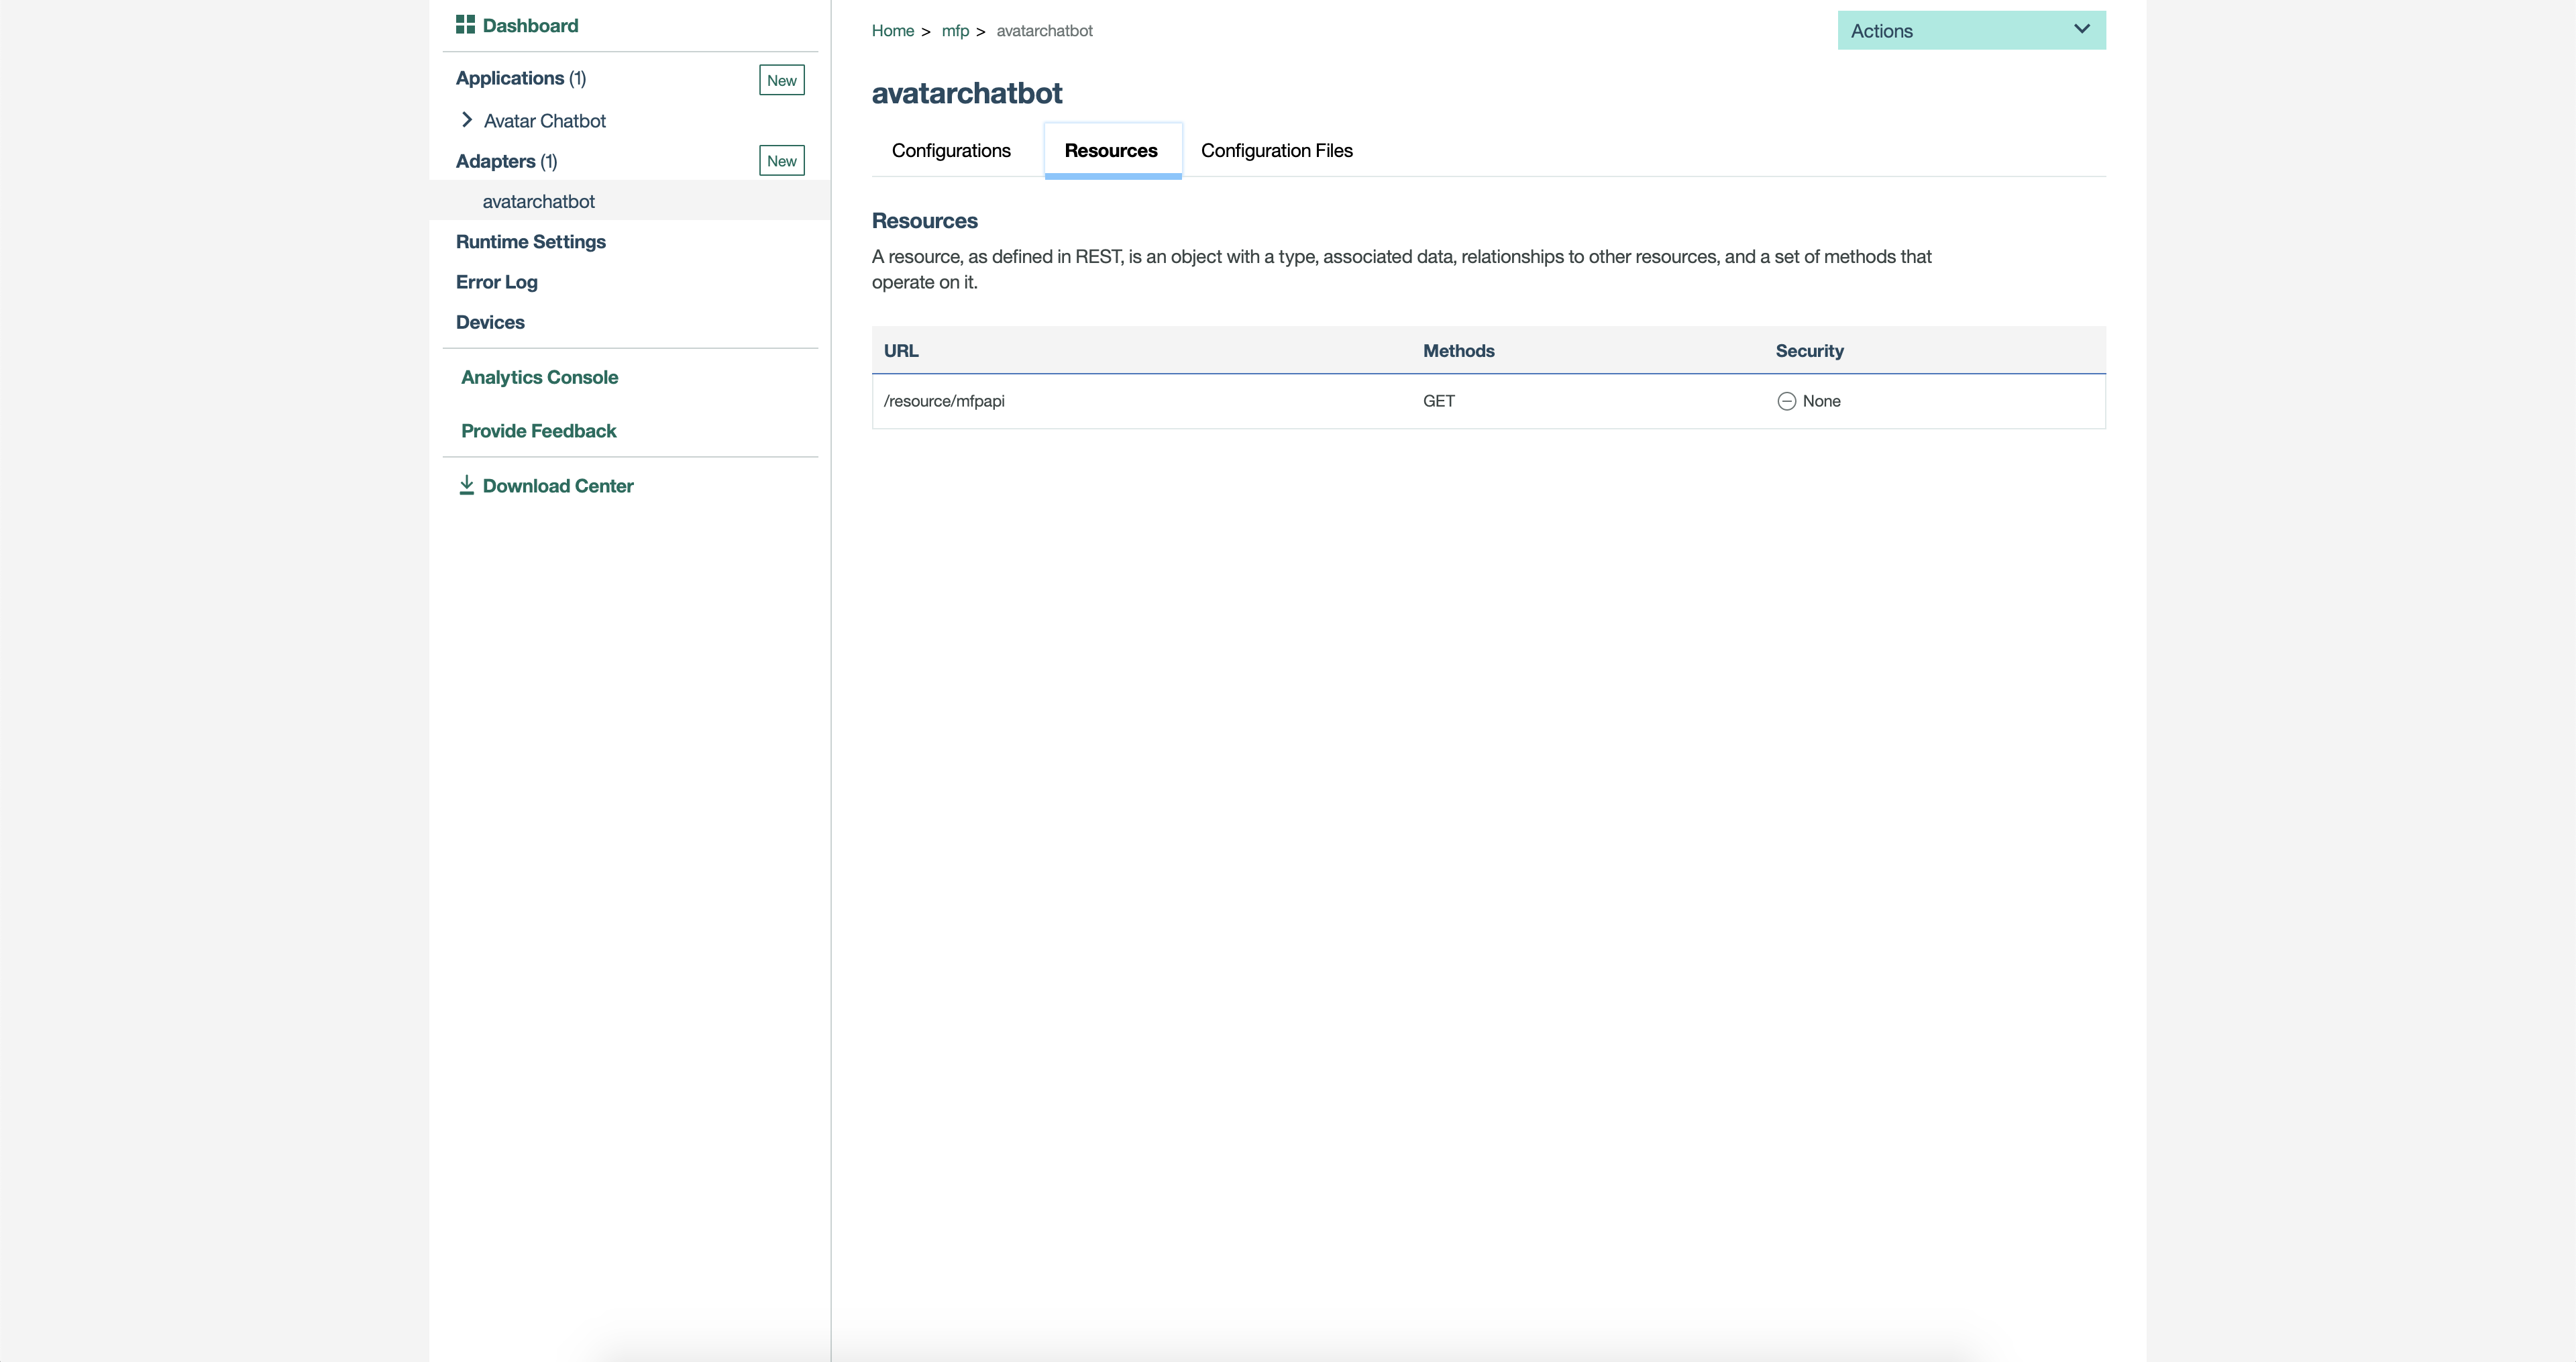 Dashboard
Applications (1)
New
Avatar Chatbot
Adapters (1)
New
avatarchatbot
Runtime Settings
Error Log
Devices
Analytics Console
Provide Feedback
Download Center
Home > mfp > avatarchatbot
Actions
avatarchatbot
Configurations
Resources
Configuration Files
Resources
A resource, as defined in REST, is an object with a type, associated data, relationships to other resources, and a set of methods that
operate on it.
URL Methods Security
/resource/mfpapi GET None